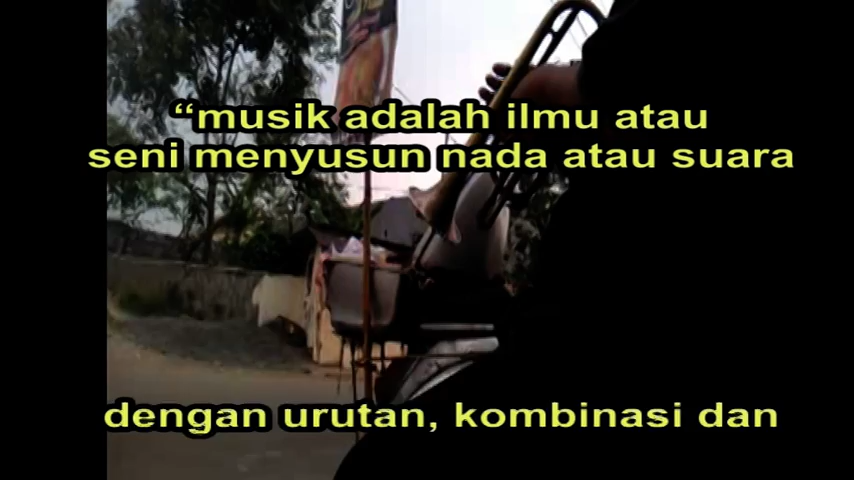 “musik adalah ilmu atau
seni menyusun nada atau suara
dengan urutan, kombinasi dan